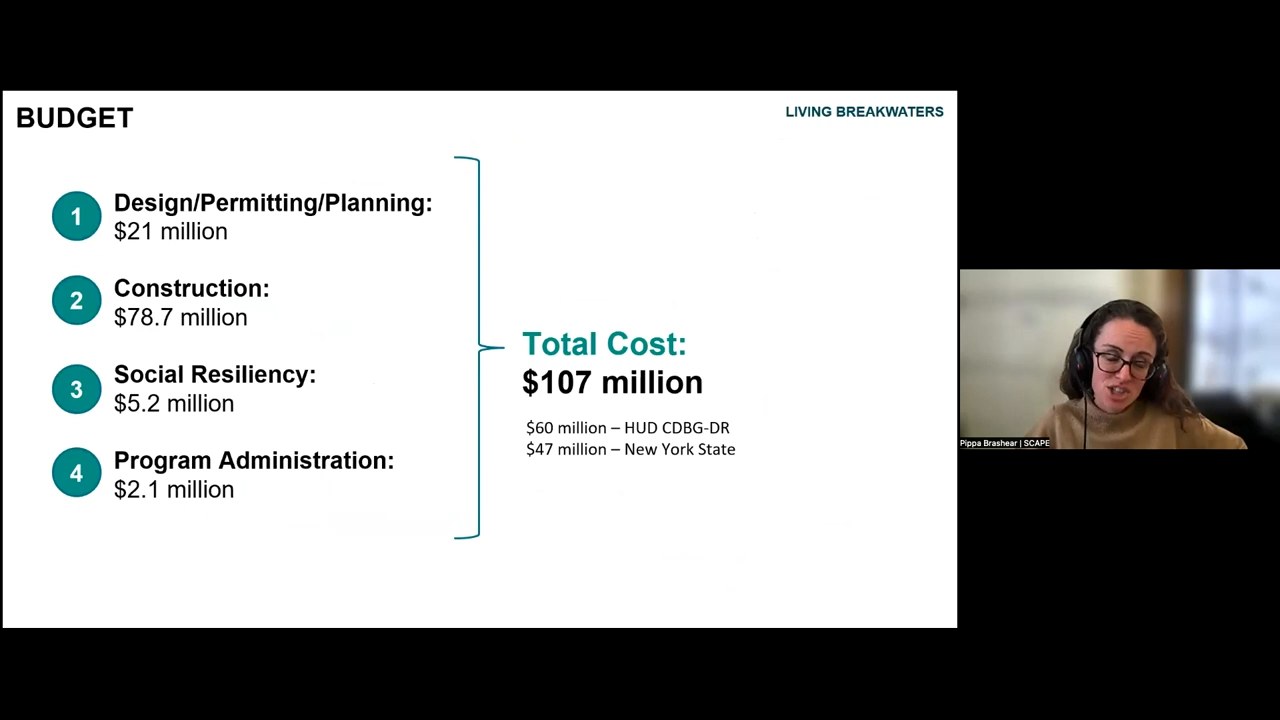 BUDGET
LIVING BREAKWATERS
1
Design/Permitting/Planning:
$21 million
2
Construction:
$78.7 million
3
Social Resiliency:
$5.2 million
4
Program Administration:
$2.1 million
Total Cost:
$107 million
$60 million – HUD CDBG-DR
$47 million – New York State
Pippa Brashear | SCAPE